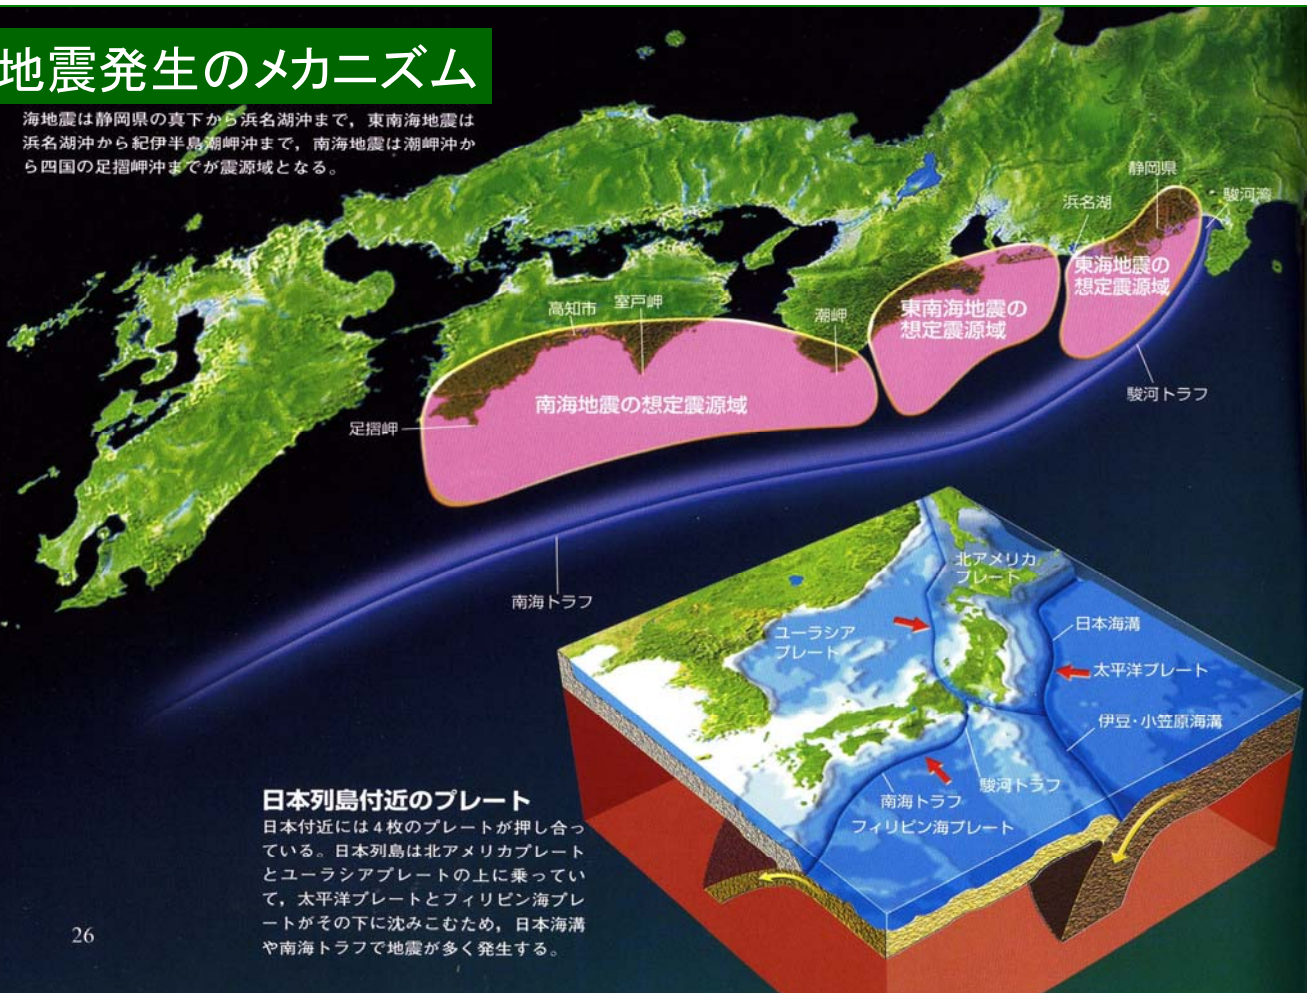 地震発生のメカニズム
海地震は静岡県の真下から浜名湖沖まで，東南海地震は
浜名湖沖から紀伊半島潮岬沖まで，南海地震は潮岬沖か
ら四国の足摺岬沖までが震源域となる。
静岡県
駿河湾
浜名湖
東海地震の
想定震源域
東南海地震の
想定震源域
高知市
室戸岬
潮岬
南海地震の想定震源域
足摺岬
駿河トラフ
南海トラフ
北アメリカ
プレート
ユーラシア
プレート
日本海溝
太平洋プレート
伊豆・小笠原海溝
駿河トラフ
南海トラフ
フィリピン海プレート
日本列島付近のプレート
日本付近には4枚のプレートが押し合っ
ている。日本列島は北アメリカプレート
とユーラシアプレートの上に乗ってい
て，太平洋プレートとフィリピン海プレ
ートがその下に沈みこむため，日本海溝
や南海トラフで地震が多く発生する。
26